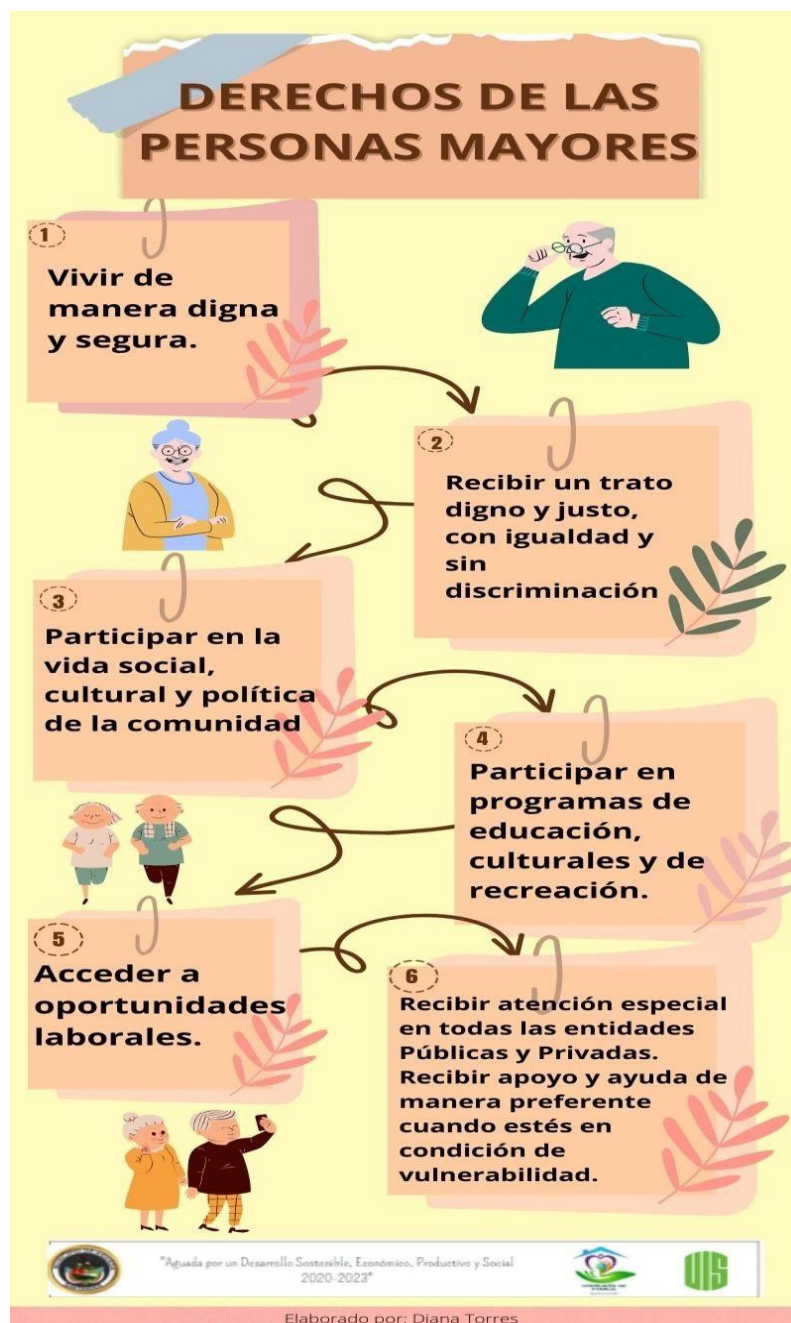 DERECHOS DE LAS
PERSONAS MAYORES
1
Vivir de
manera digna
y segura.
2
Recibir un trato
digno y justo,
con igualdad y
sin
discriminación
3
Participar en la
vida social,
cultural y política
de la comunidad
4
Participar en
programas de
educación,
culturales y de
recreación.
5
Acceder a
oportunidades
laborales.
6
Recibir atención especial
en todas las entidades
Públicas y Privadas.
Recibir apoyo y ayuda de
manera preferente
cuando estés en
condición de
vulnerabilidad.
"Aguada por un Desarrollo Sostenible, Económico, Productivo y Social
2020-2023"
UIS
Elaborado por: Diana Torres